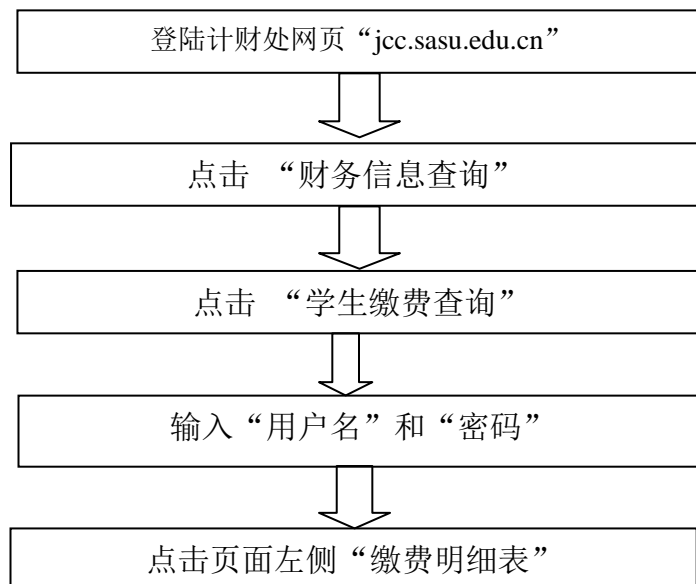 登陆计财处网页“jcc.sasu.edu.cn”
点击 “财务信息查询”
点击 “学生缴费查询”
输入“用户名”和“密码”
点击页面左侧“缴费明细表”